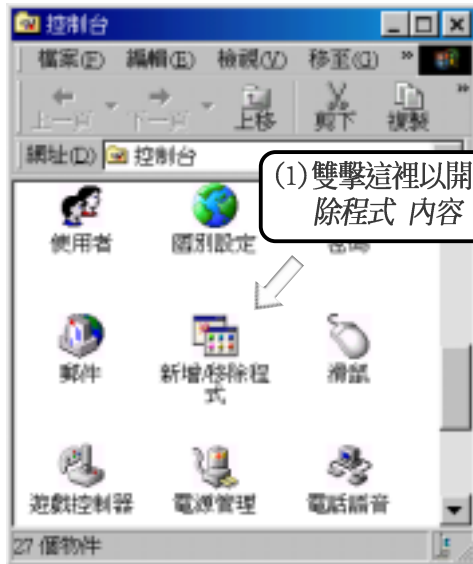 控制台
檔案(F) 編輯(E) 檢視(V) 移至(G) »
上一頁 下一頁 上移 剪下 複製 »
網址(D) 控制台
(1) 雙擊這裡以開
除程式 內容
使用者 國別設定
郵件 新增/移除程式 滑鼠
遊戲控制器 電源管理 電話語音
27 個物件